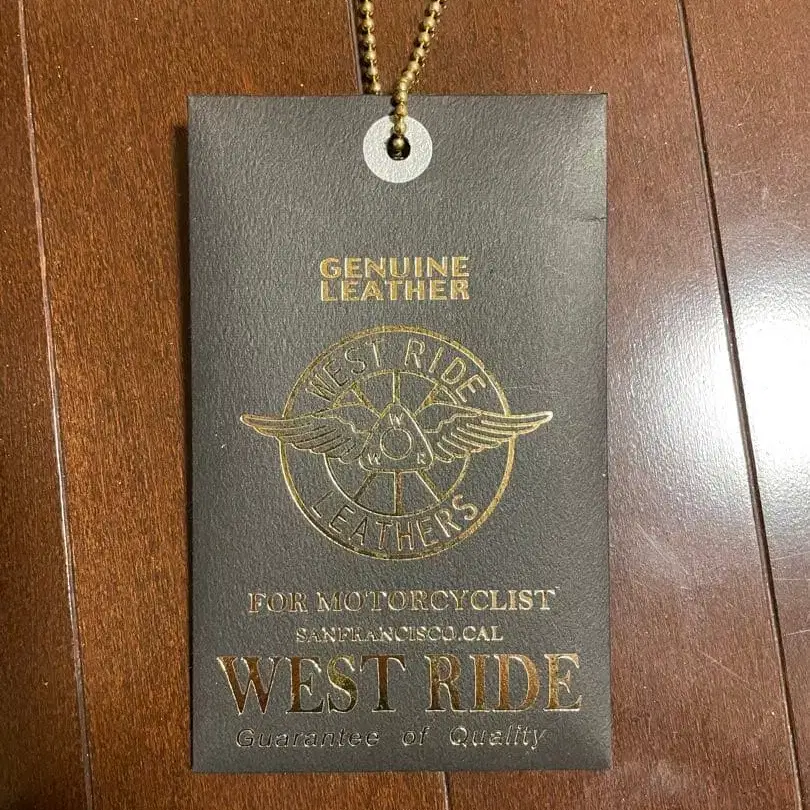 GENUINE
LEATHER
WEST RIDE
W
W R
LEATHERS
FOR MOTORCYCLIST
SANFRANCISCO.CAL
WEST RIDE
Guarantee of Quality